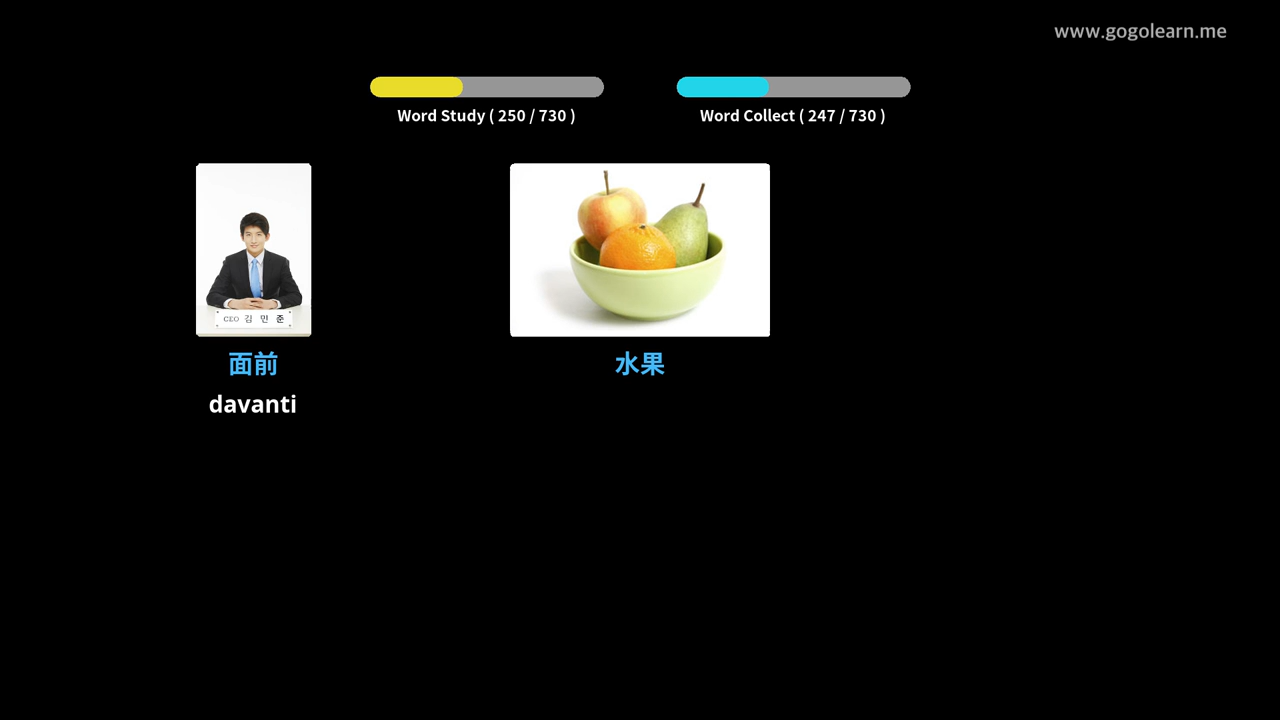 www.gogolearn.me
Word Study ( 250 / 730 )
Word Collect ( 247 / 730 )
CEO 김 민 준
面前
水果
davanti